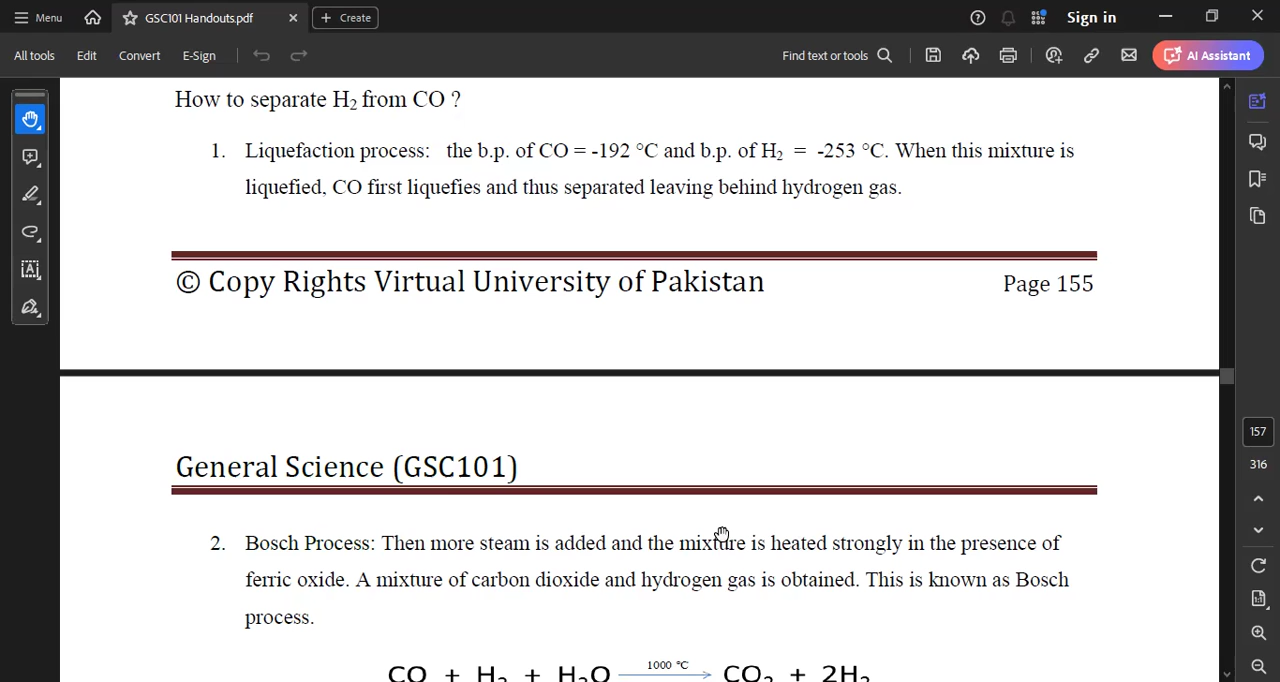 Menu GSC101 Handouts.pdf Create Sign in
All tools Edit Convert E-Sign Find text or tools AI Assistant
How to separate H₂ from CO ?
1. Liquefaction process: the b.p. of CO = -192 °C and b.p. of H₂ = -253 °C. When this mixture is
liquefied, CO first liquefies and thus separated leaving behind hydrogen gas.
© Copy Rights Virtual University of Pakistan Page 155
General Science (GSC101)
2. Bosch Process: Then more steam is added and the mixture is heated strongly in the presence of
ferric oxide. A mixture of carbon dioxide and hydrogen gas is obtained. This is known as Bosch
process.
1000 °C
CO + H₂ + H₂O → CO₂ + 2H₂
157
316